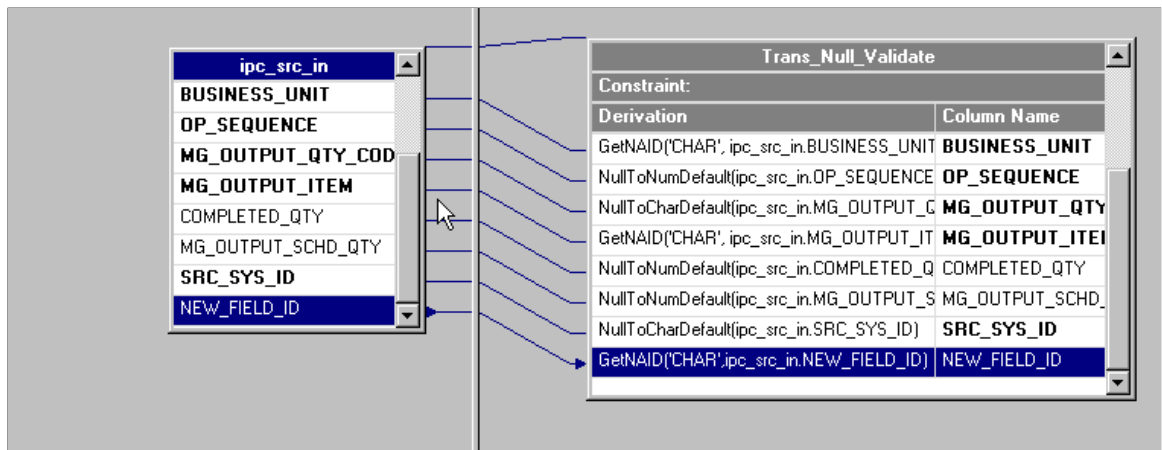 ipc_src_in
BUSINESS_UNIT
OP_SEQUENCE
MG_OUTPUT_QTY_COD
MG_OUTPUT_ITEM
COMPLETED_QTY
MG_OUTPUT_SCHD_QTY
SRC_SYS_ID
NEW_FIELD_ID
Trans_Null_Validate
Constraint:
Derivation Column Name
GetNAID('CHAR', ipc_src_in.BUSINESS_UNIT BUSINESS_UNIT
NullToNumDefault(ipc_src_in.OP_SEQUENCE OP_SEQUENCE
NullToCharDefault(ipc_src_in.MG_OUTPUT_Q MG_OUTPUT_QTY
GetNAID('CHAR', ipc_src_in.MG_OUTPUT_IT MG_OUTPUT_ITEI
NullToNumDefault(ipc_src_in.COMPLETED_Q COMPLETED_QTY
NullToNumDefault(ipc_src_in.MG_OUTPUT_S MG_OUTPUT_SCHD_
NullToCharDefault(ipc_src_in.SRC_SYS_ID) SRC_SYS_ID
GetNAID('CHAR',ipc_src_in.NEW_FIELD_ID) NEW_FIELD_ID